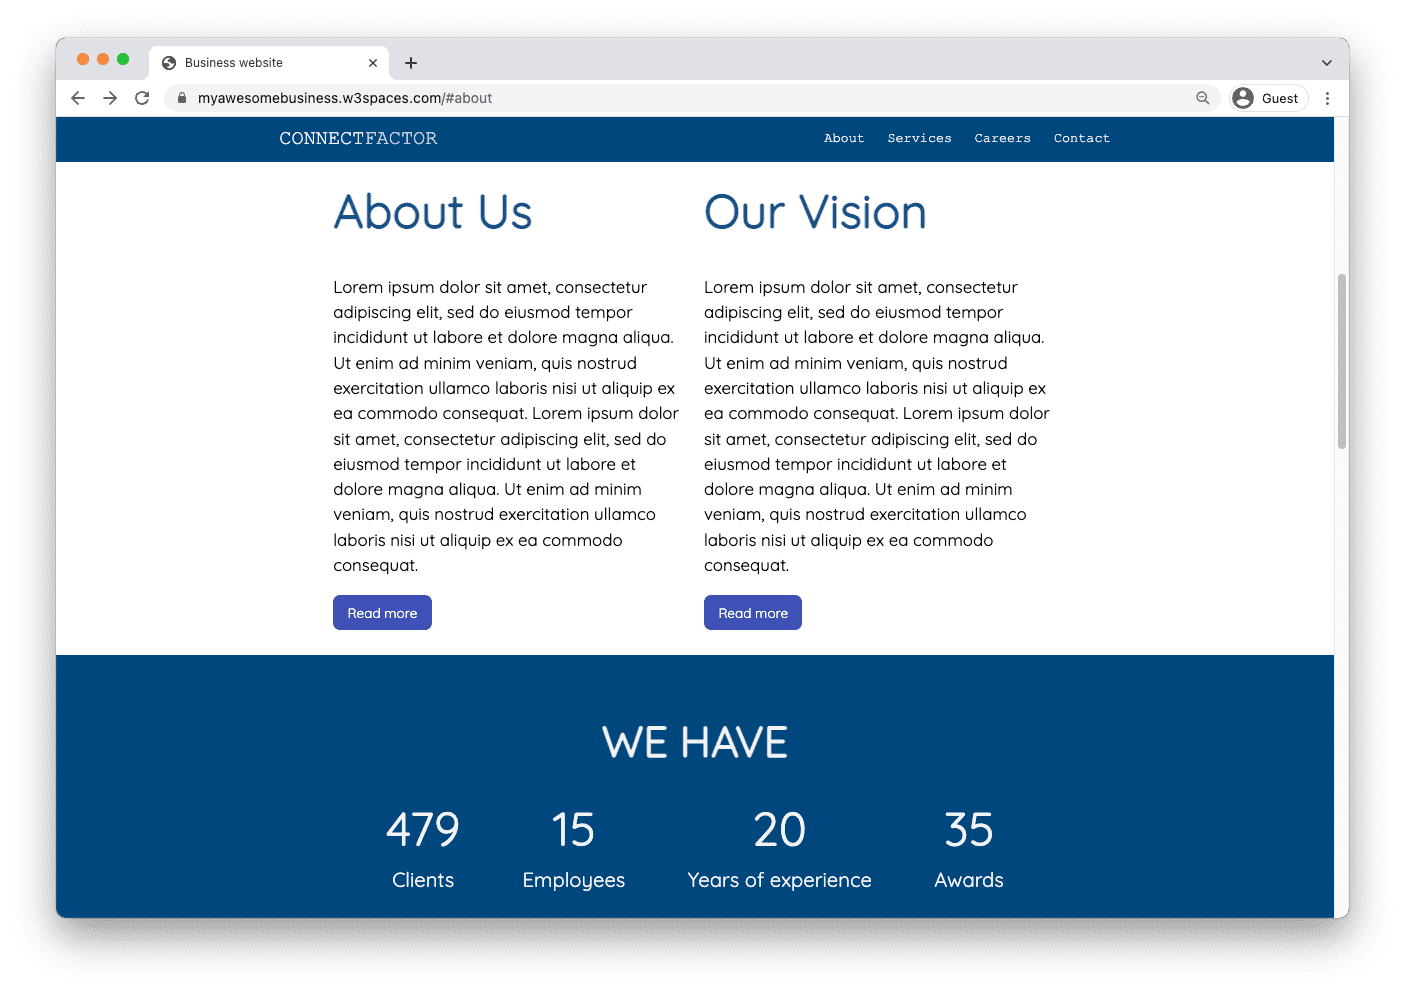 Business website
myawesomebusiness.w3spaces.com/#about
Guest
CONNECTFACTOR
About Services Careers Contact
About Us
Lorem ipsum dolor sit amet, consectetur
adipiscing elit, sed do eiusmod tempor
incididunt ut labore et dolore magna aliqua.
Ut enim ad minim veniam, quis nostrud
exercitation ullamco laboris nisi ut aliquip ex
ea commodo consequat. Lorem ipsum dolor
sit amet, consectetur adipiscing elit, sed do
eiusmod tempor incididunt ut labore et
dolore magna aliqua. Ut enim ad minim
veniam, quis nostrud exercitation ullamco
laboris nisi ut aliquip ex ea commodo
consequat.
Read more
Our Vision
Lorem ipsum dolor sit amet, consectetur
adipiscing elit, sed do eiusmod tempor
incididunt ut labore et dolore magna aliqua.
Ut enim ad minim veniam, quis nostrud
exercitation ullamco laboris nisi ut aliquip ex
ea commodo consequat. Lorem ipsum dolor
sit amet, consectetur adipiscing elit, sed do
eiusmod tempor incididunt ut labore et
dolore magna aliqua. Ut enim ad minim
veniam, quis nostrud exercitation ullamco
laboris nisi ut aliquip ex ea commodo
consequat.
Read more
WE HAVE
479 15 20 35
Clients Employees Years of experience Awards